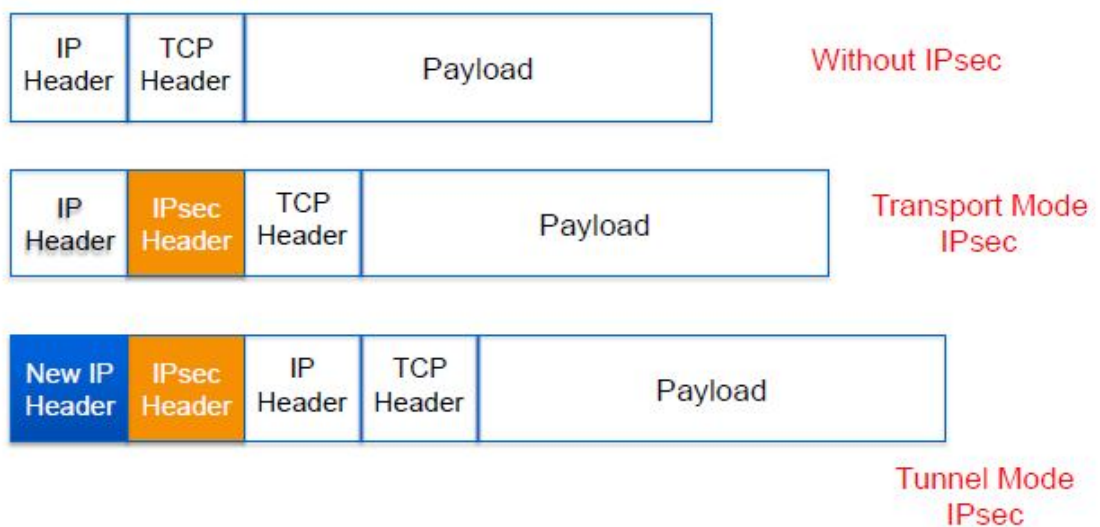 IP
Header
TCP
Header
Payload
Without IPsec
IP
Header
IPsec
Header
TCP
Header
Payload
Transport Mode
IPsec
New IP
Header
IPsec
Header
IP
Header
TCP
Header
Payload
Tunnel Mode
IPsec